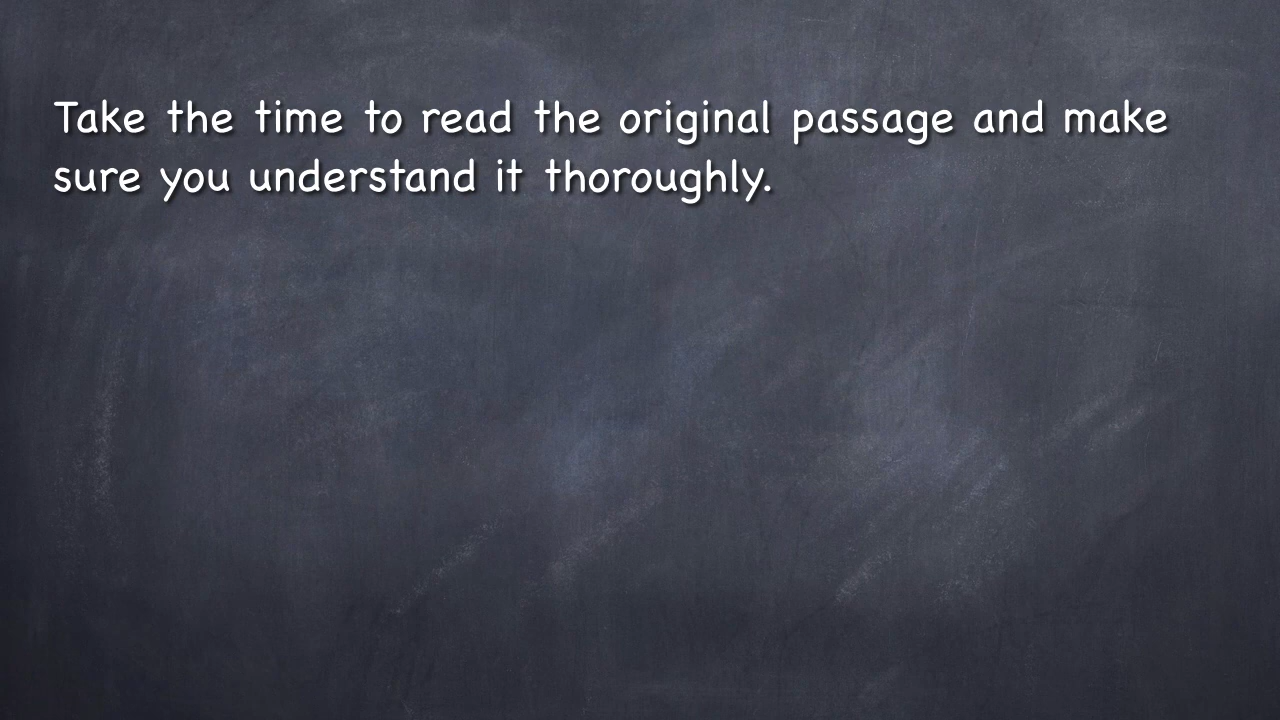 Take the time to read the original passage and make
sure you understand it thoroughly.